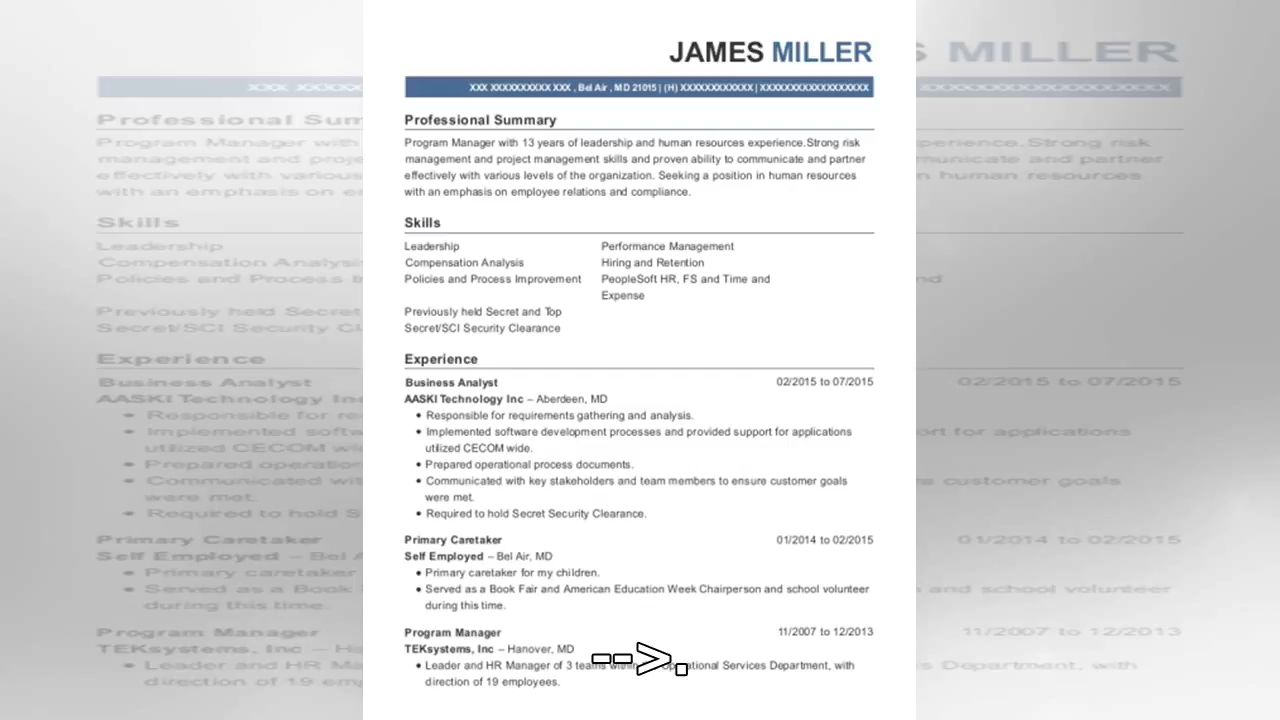 JAMES MILLER
XXX XXXXXXXXXX XXX , Bel Air , MD 21015 | (H) XXXXXXXXXXXX | XXXXXXXXXXXXXXXXXX
Professional Summary
Program Manager with 13 years of leadership and human resources experience.Strong risk
management and project management skills and proven ability to communicate and partner
effectively with various levels of the organization. Seeking a position in human resources
with an emphasis on employee relations and compliance.
Skills
Leadership
Compensation Analysis
Policies and Process Improvement
Previously held Secret and Top
Secret/SCI Security Clearance
Performance Management
Hiring and Retention
PeopleSoft HR, FS and Time and
Expense
Experience
Business Analyst 02/2015 to 07/2015
AASKI Technology Inc – Aberdeen, MD
• Responsible for requirements gathering and analysis.
• Implemented software development processes and provided support for applications
utilized CECOM wide.
• Prepared operational process documents.
• Communicated with key stakeholders and team members to ensure customer goals
were met.
• Required to hold Secret Security Clearance.
Primary Caretaker 01/2014 to 02/2015
Self Employed – Bel Air, MD
• Primary caretaker for my children.
• Served as a Book Fair and American Education Week Chairperson and school volunteer
during this time.
Program Manager 11/2007 to 12/2013
TEKsystems, Inc – Hanover, MD
• Leader and HR Manager of 3 teams within ational Services Department, with
direction of 19 employees.
-->.